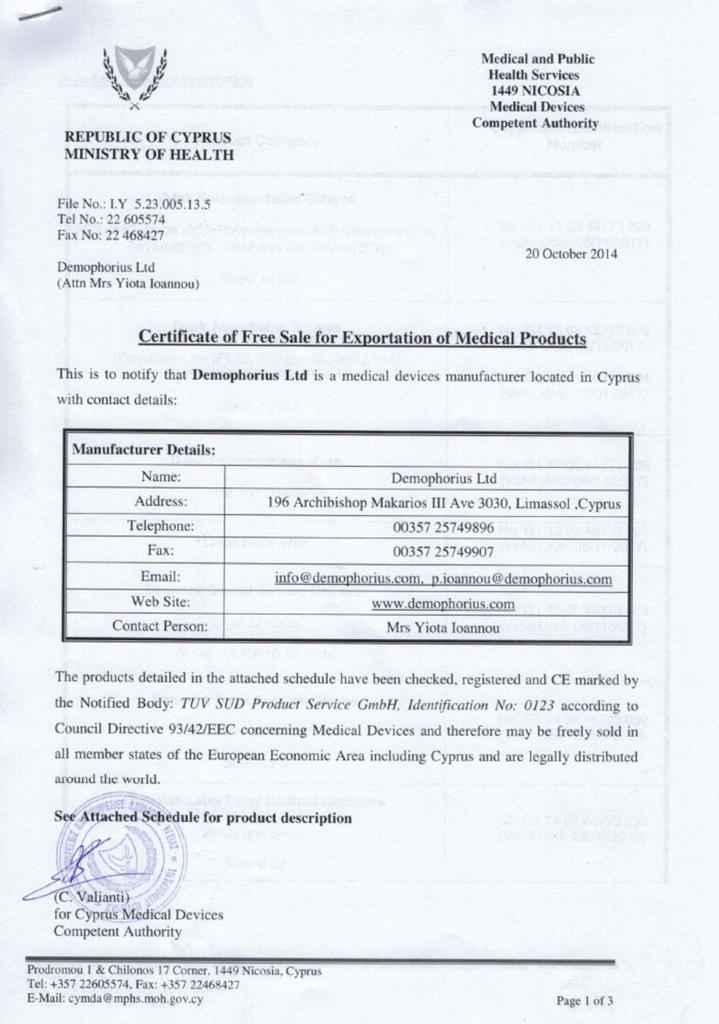 Medical and Public
Health Services
1449 NICOSIA
Medical Devices
Competent Authority
REPUBLIC OF CYPRUS
MINISTRY OF HEALTH
File No.: I.Y 5.23.005.13.5
Tel No.: 22 605574
Fax No: 22 468427
20 October 2014
Demophorius Ltd
(Attn Mrs Yiota Ioannou)
Certificate of Free Sale for Exportation of Medical Products
This is to notify that Demophorius Ltd is a medical devices manufacturer located in Cyprus
with contact details:
Manufacturer Details:
Name: Demophorius Ltd
Address: 196 Archibishop Makarios III Ave 3030, Limassol ,Cyprus
Telephone: 00357 25749896
Fax: 00357 25749907
Email: info@demophorius.com, p.ioannou@demophorius.com
Web Site: www.demophorius.com
Contact Person: Mrs Yiota Ioannou
The products detailed in the attached schedule have been checked, registered and CE marked by
the Notified Body: TUV SUD Product Service GmbH, Identification No: 0123 according to
Council Directive 93/42/EEC concerning Medical Devices and therefore may be freely sold in
all member states of the European Economic Area including Cyprus and are legally distributed
around the world.
See Attached Schedule for product description
(C. Valianti)
for Cyprus Medical Devices
Competent Authority
Prodromou 1 & Chilonos 17 Corner, 1449 Nicosia, Cyprus
Tel: +357 22605574, Fax: +357 22468427
E-Mail: cymda@mphs.moh.gov.cy
Page 1 of 3